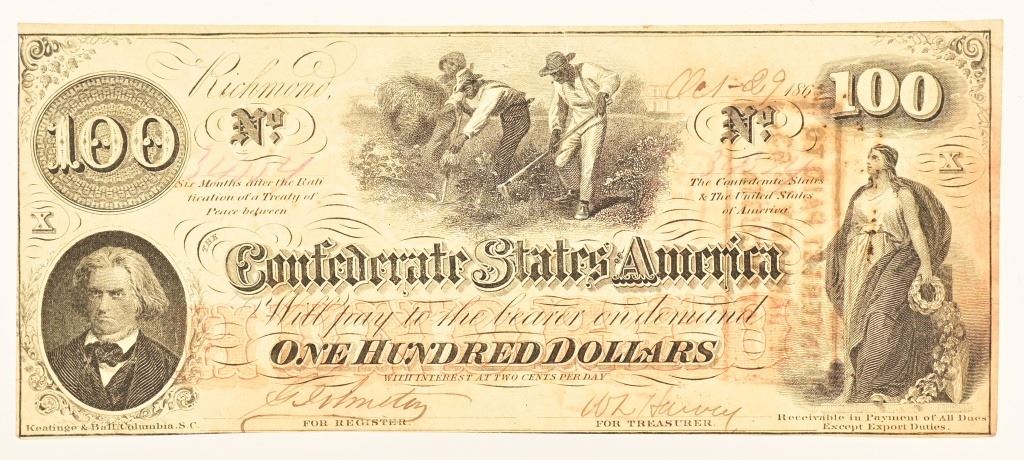 100
Richmond,
Oct 29 186
100
No
No
Six Months after the Rati
fication of a Treaty of
Peace between
The Confederate States
& The United States
of America
X
X
THE
Confederate States of America
Will pay to the bearer on demand
ONE HUNDRED DOLLARS
WITH INTEREST AT TWO CENTS PER DAY
FOR REGISTER
FOR TREASURER.
Keatinge & Ball, Columbia, S.C.
Receivable in Payment of All Dues
Except Export Duties.